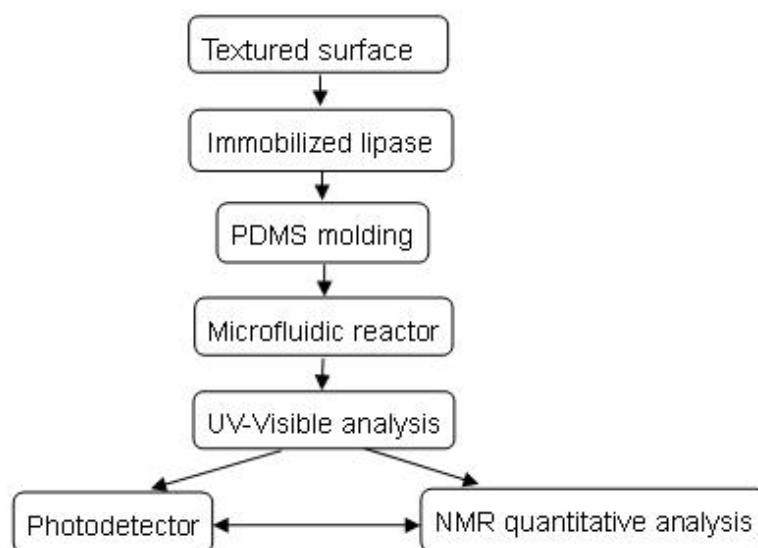 Textured surface
Immobilized lipase
PDMS molding
Microfluidic reactor
UV-Visible analysis
Photodetector
NMR quantitative analysis